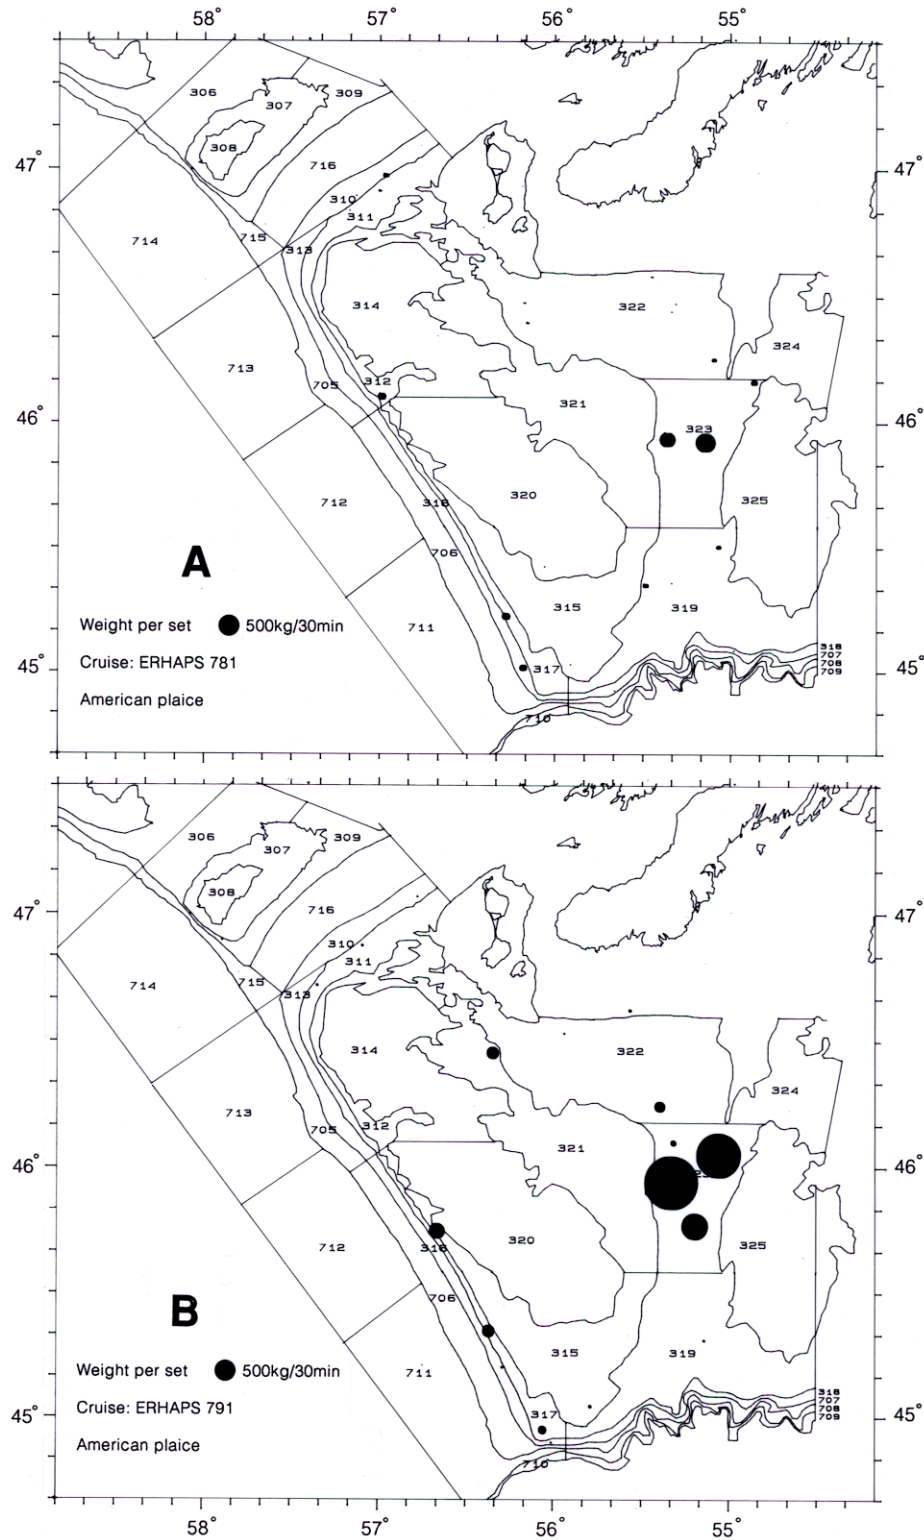 58° 57° 56° 55°
306 309
307
308
47° 716 47°
310
311
714 715 313
314 322
324
713
705 312 321
46° 323 46°
320 325
712 316
706
A
315 319
Weight per set 500kg/30min
711
Cruise: ERHAPS 781
318
707
708
709
45° 317 45°
American plaice
710
306 309
307
308
47° 716 47°
310
311
714 715 313
314 322
324
713
705 312 321
46° 46°
320 325
712 316
706
B
315 319
Weight per set 500kg/30min
711
318
707
708
709
Cruise: ERHAPS 791
45° 317 45°
American plaice
710
58° 57° 56° 55°